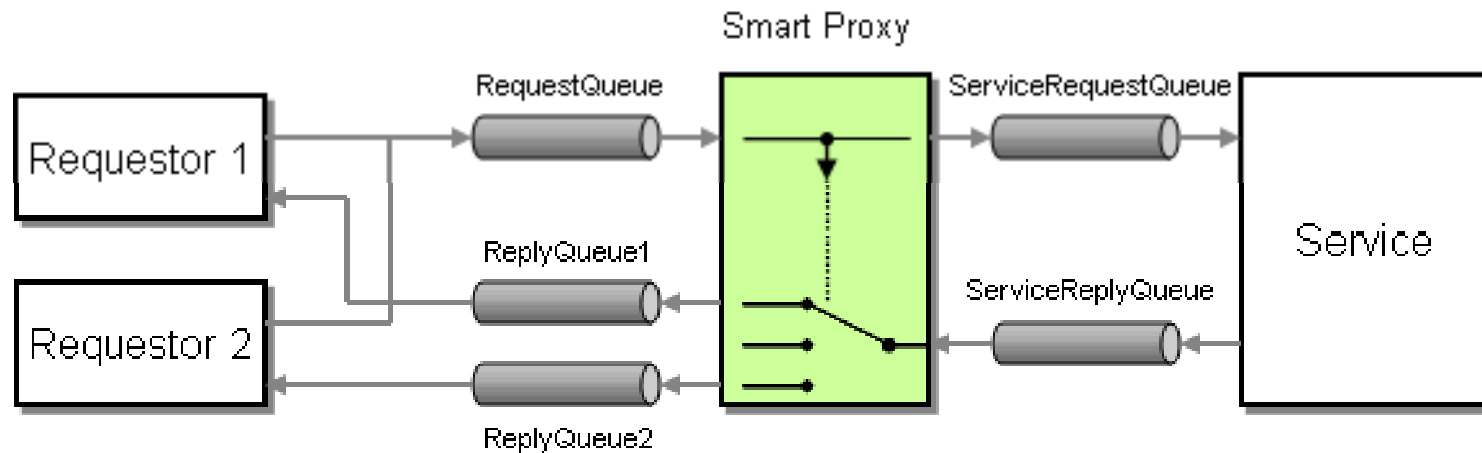 Smart Proxy
RequestQueue
ServiceRequestQueue
Requestor 1
Service
ReplyQueue1
ServiceReplyQueue
Requestor 2
ReplyQueue2